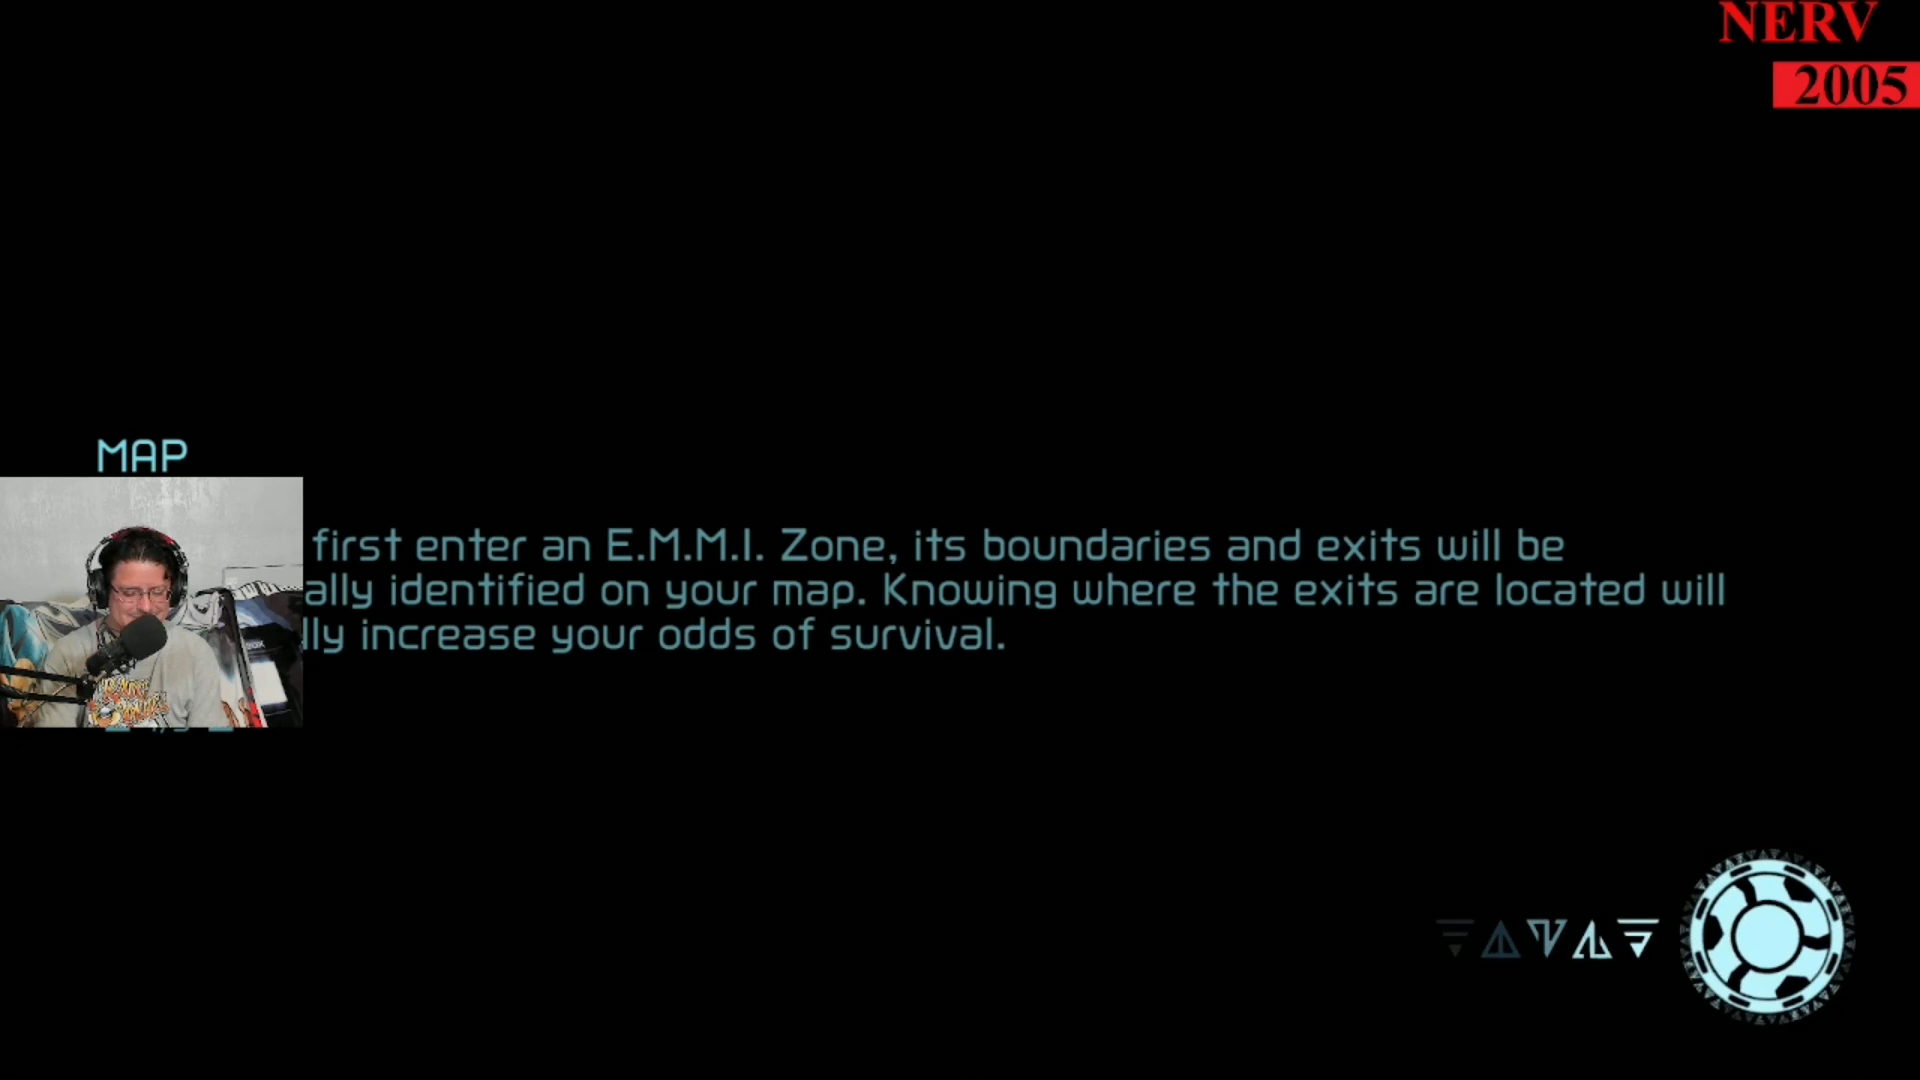 NERV
2005
MAP
first enter an E.M.M.I. Zone, its boundaries and exits will be
ally identified on your map. Knowing where the exits are located will
lly increase your odds of survival.